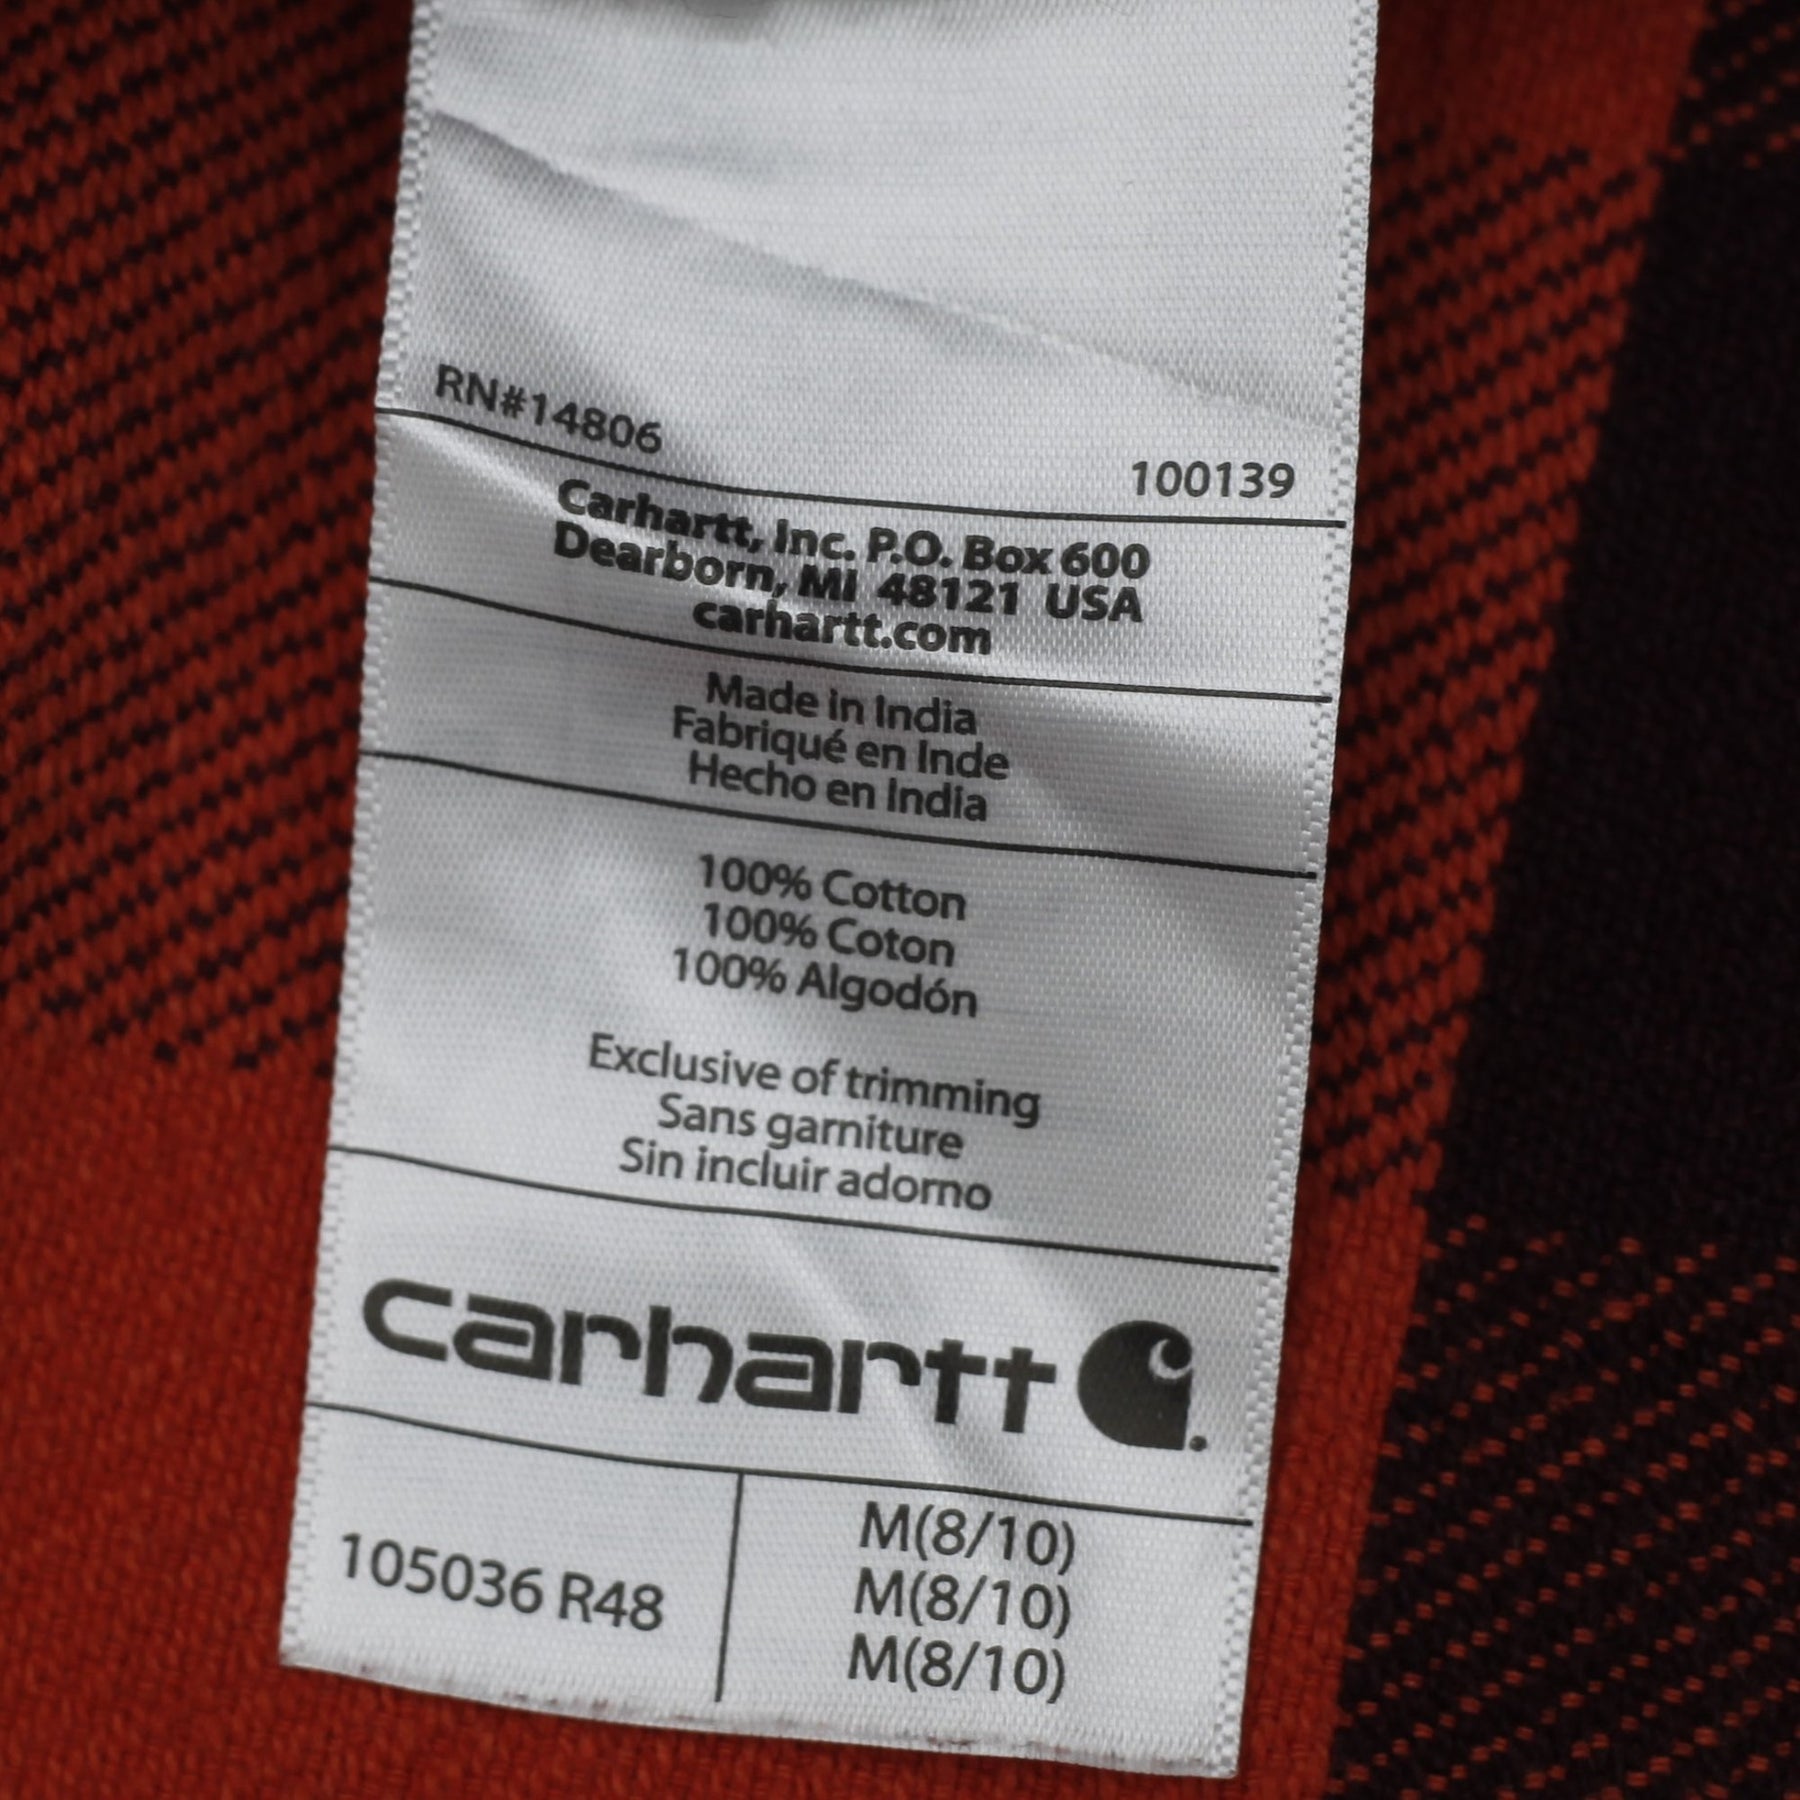 RN#14806
100139
Carhartt, Inc. P.O. Box 600
Dearborn, MI 48121 USA
carhartt.com
Made in India
Fabriqué en Inde
Hecho en India
100% Cotton
100% Coton
100% Algodón
Exclusive of trimming
Sans garniture
Sin incluir adorno
carhartt
105036 R48
M(8/10)
M(8/10)
M(8/10)